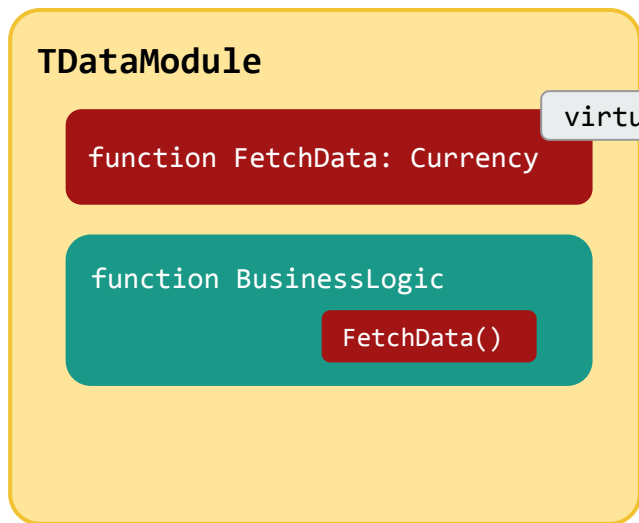 TDataModule
virtu
function FetchData: Currency
function BusinessLogic
FetchData()